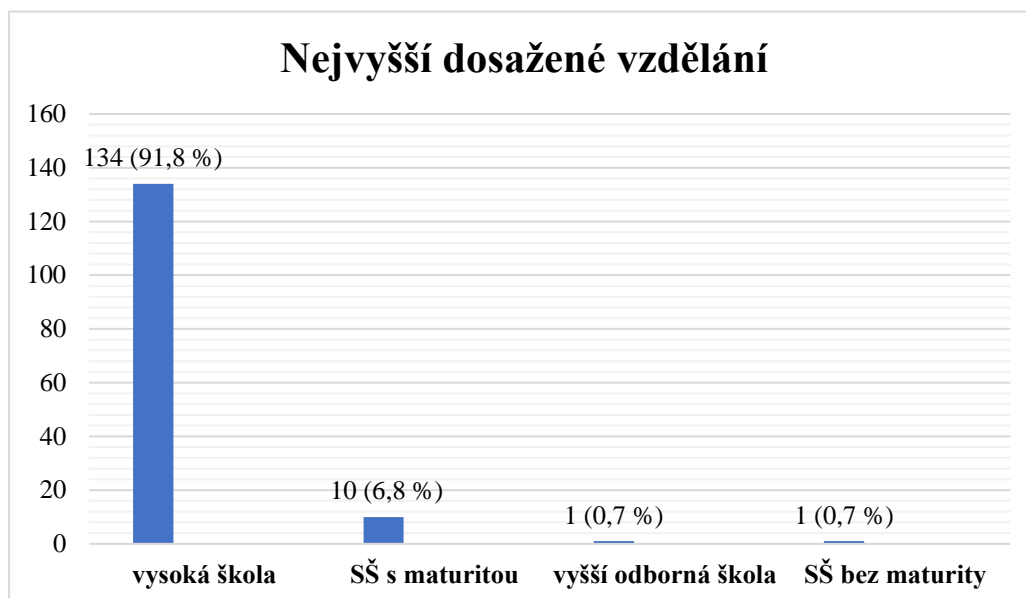 Nejvyšší dosažené vzdělání
160
140
120
100
80
60
40
20
0
134 (91,8 %)
10 (6,8 %)
1 (0,7 %)
1 (0,7 %)
vysoká škola
SŠ s maturitou
vyšší odborná škola
SŠ bez maturity